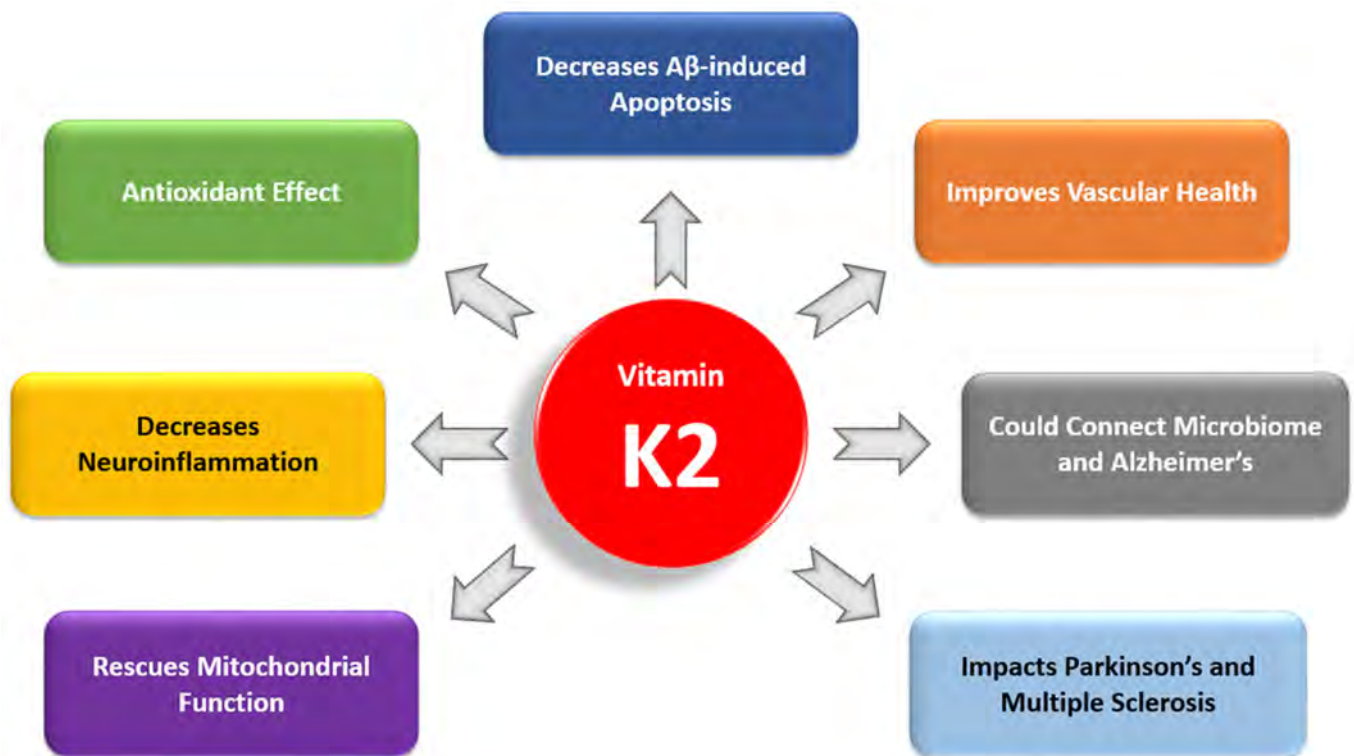 Decreases Aβ-induced
Apoptosis
Antioxidant Effect
Improves Vascular Health
Vitamin
K2
Decreases
Neuroinflammation
Could Connect Microbiome
and Alzheimer’s
Rescues Mitochondrial
Function
Impacts Parkinson’s and
Multiple Sclerosis